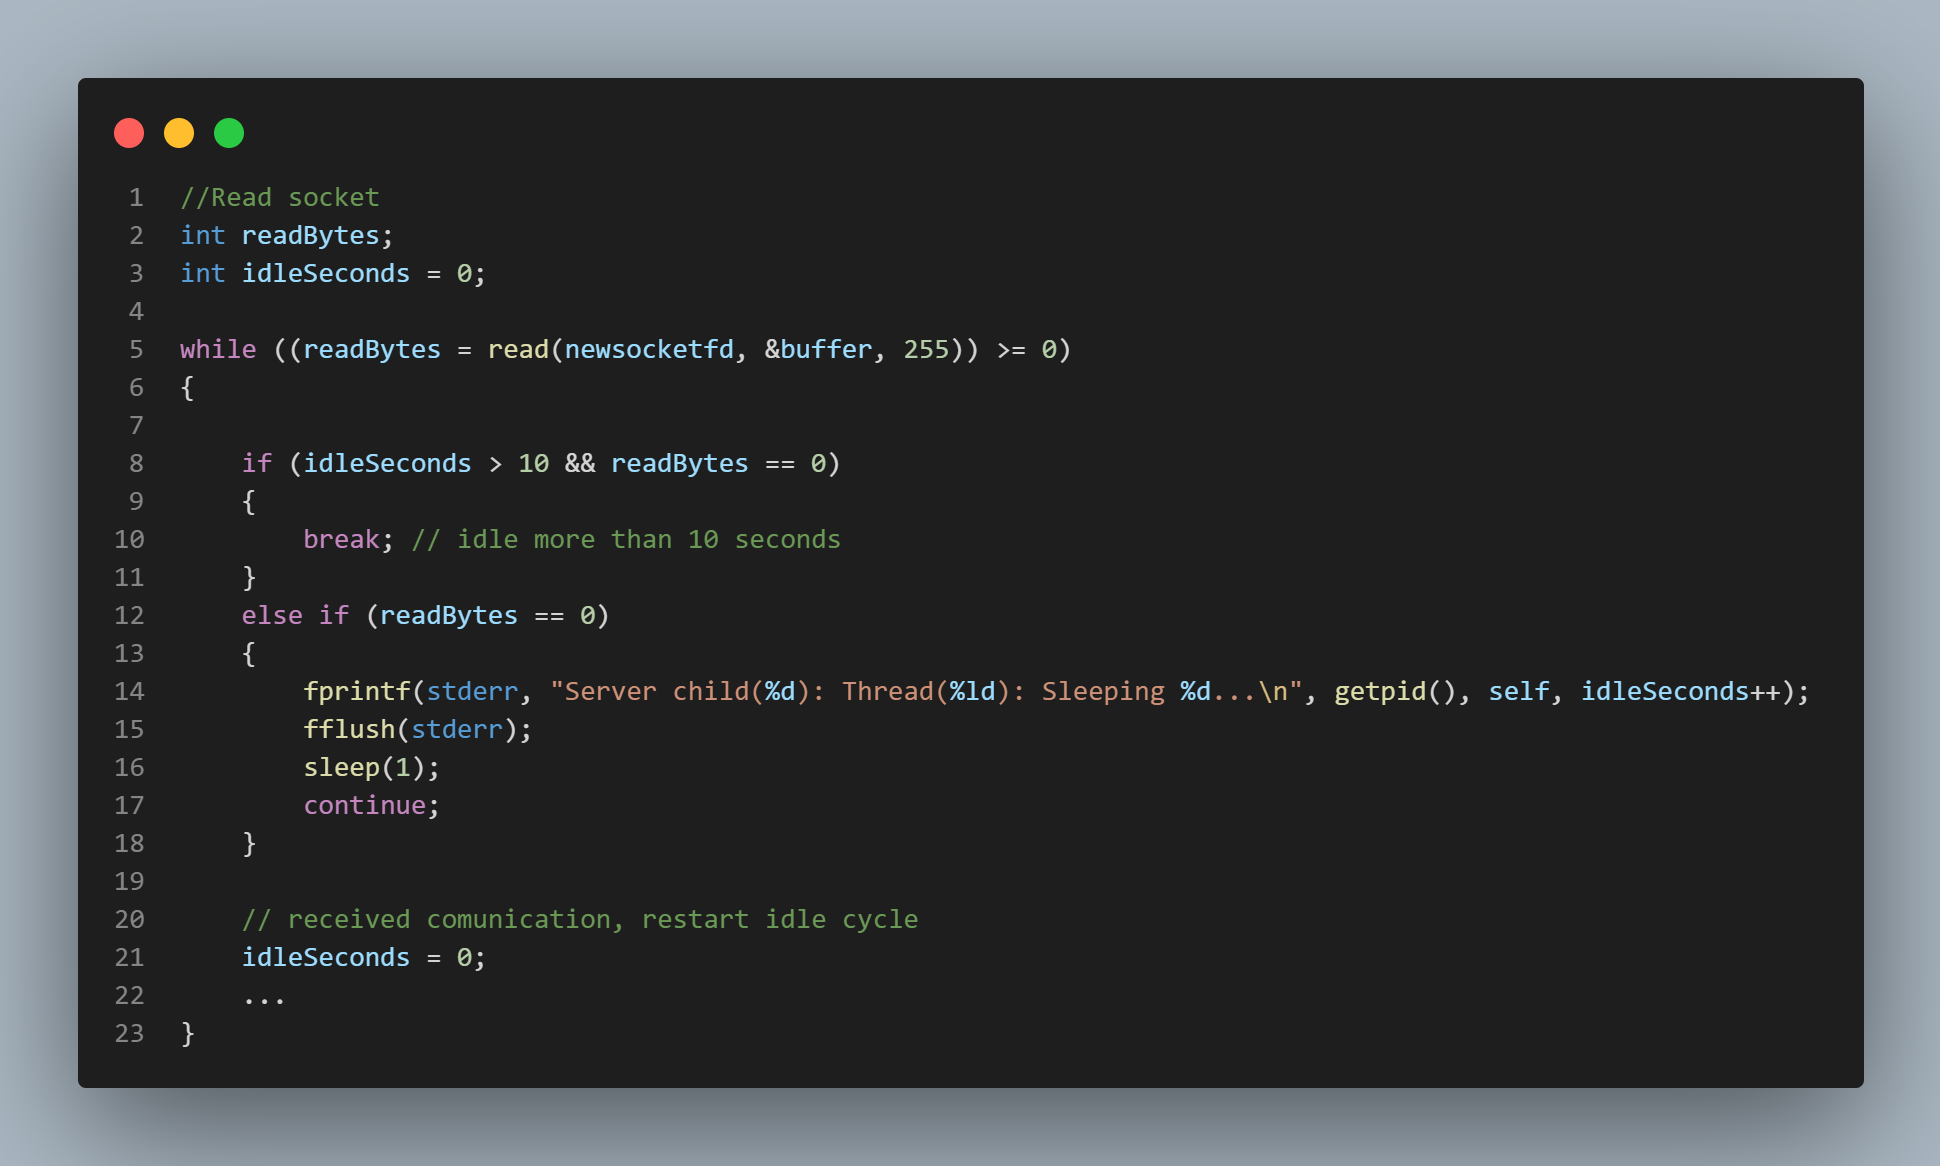 1 //Read socket
2 int readBytes;
3 int idleSeconds = 0;
4
5 while ((readBytes = read(newsocketfd, &buffer, 255)) >= 0)
6 {
7
8     if (idleSeconds > 10 && readBytes == 0)
9     {
10         break; // idle more than 10 seconds
11     }
12     else if (readBytes == 0)
13     {
14         fprintf(stderr, "Server child(%d): Thread(%ld): Sleeping %d...\n", getpid(), self, idleSeconds++);
15         fflush(stderr);
16         sleep(1);
17         continue;
18     }
19
20     // received comunication, restart idle cycle
21     idleSeconds = 0;
22     ...
23 }